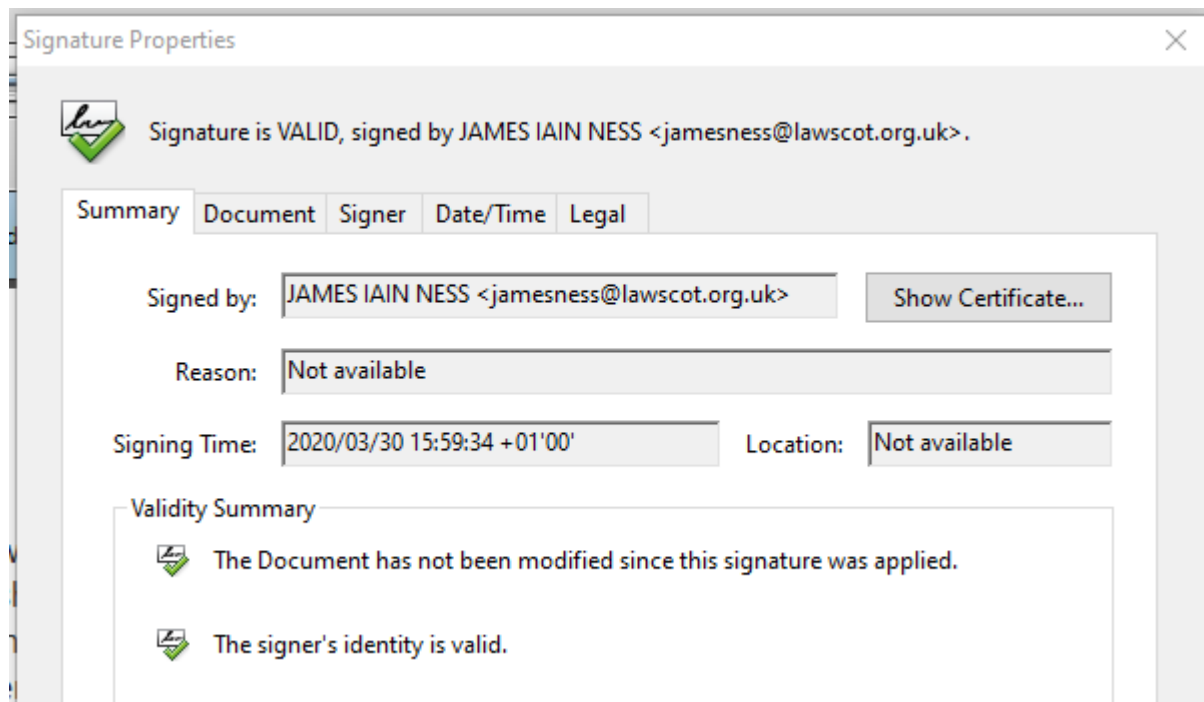 Signature Properties
Signature is VALID, signed by JAMES IAIN NESS <jamesness@lawscot.org.uk>.
Summary Document Signer Date/Time Legal
Signed by: JAMES IAIN NESS <jamesness@lawscot.org.uk> Show Certificate...
Reason: Not available
Signing Time: 2020/03/30 15:59:34 +01'00' Location: Not available
Validity Summary
The Document has not been modified since this signature was applied.
The signer's identity is valid.